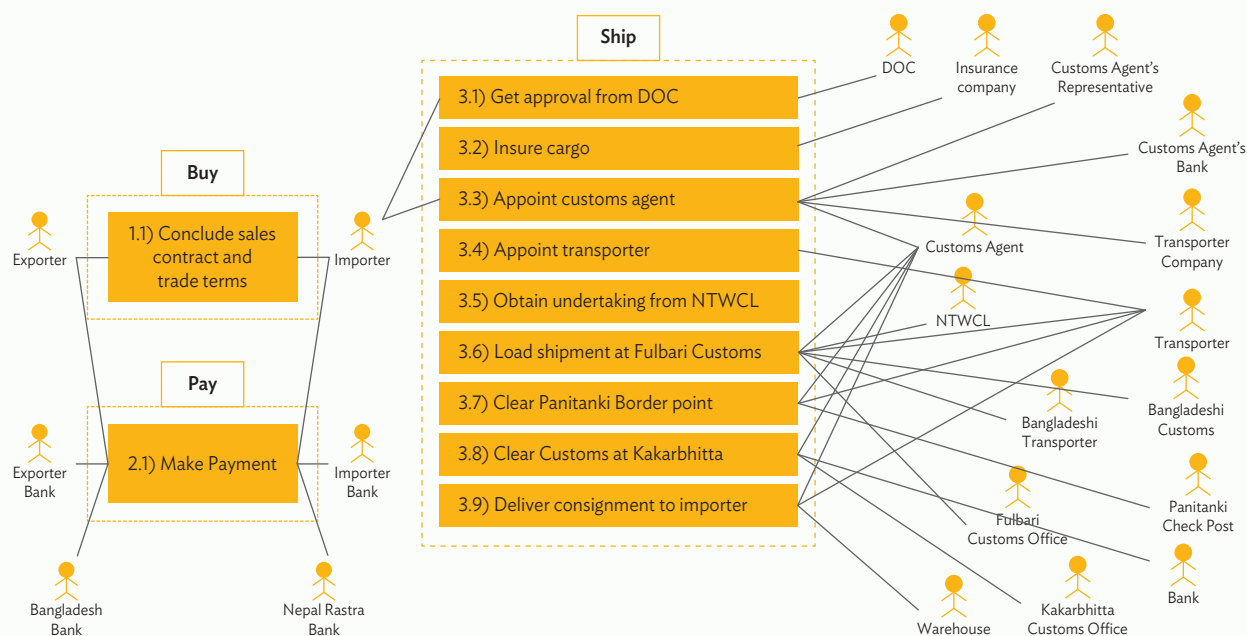 Ship
3.1) Get approval from DOC
3.2) Insure cargo
3.3) Appoint customs agent
3.4) Appoint transporter
3.5) Obtain undertaking from NTWCL
3.6) Load shipment at Fulbari Customs
3.7) Clear Panitanki Border point
3.8) Clear Customs at Kakarbhitta
3.9) Deliver consignment to importer
Buy
1.1) Conclude sales
contract and
trade terms
Exporter
Importer
Pay
2.1) Make Payment
Exporter
Bank
Importer
Bank
Bangladesh
Bank
Nepal Rastra
Bank
DOC
Insurance
company
Customs Agent’s
Representative
Customs Agent’s
Bank
Customs Agent
Transporter
Company
NTWCL
Transporter
Bangladeshi
Transporter
Bangladeshi
Customs
Fulbari
Customs Office
Panitanki
Check Post
Bank
Warehouse
Kakarbhitta
Customs Office